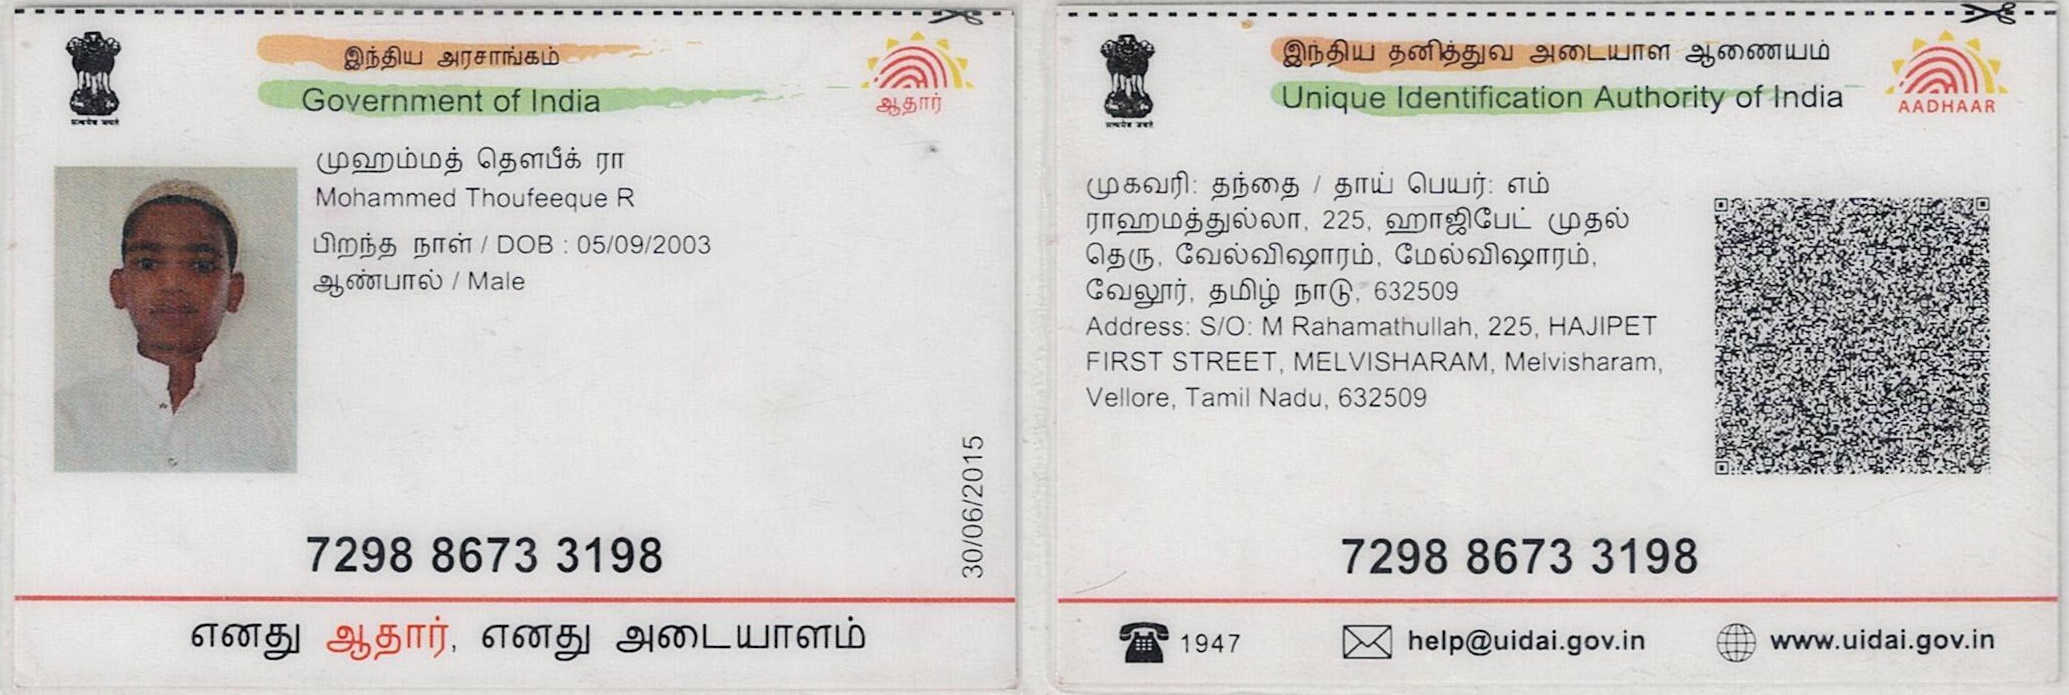 இந்திய அரசாங்கம்
Government of India
ஆதார்
முஹம்மத் தௌபீக் ரா
Mohammed Thoufeeque R
பிறந்த நாள் / DOB : 05/09/2003
ஆண்பால் / Male
30/06/2015
7298 8673 3198
எனது ஆதார், எனது அடையாளம்
இந்திய தனித்துவ அடையாள ஆணையம்
Unique Identification Authority of India
AADHAAR
முகவரி: தந்தை / தாய் பெயர்: எம்
ராஹமத்துல்லா, 225, ஹாஜிபேட் முதல்
தெரு, வேல்விஷாரம், மேல்விஷாரம்,
வேலூர், தமிழ் நாடு, 632509
Address: S/O: M Rahamathullah, 225, HAJIPET
FIRST STREET, MELVISHARAM, Melvisharam,
Vellore, Tamil Nadu, 632509
7298 8673 3198
1947
help@uidai.gov.in
www.uidai.gov.in